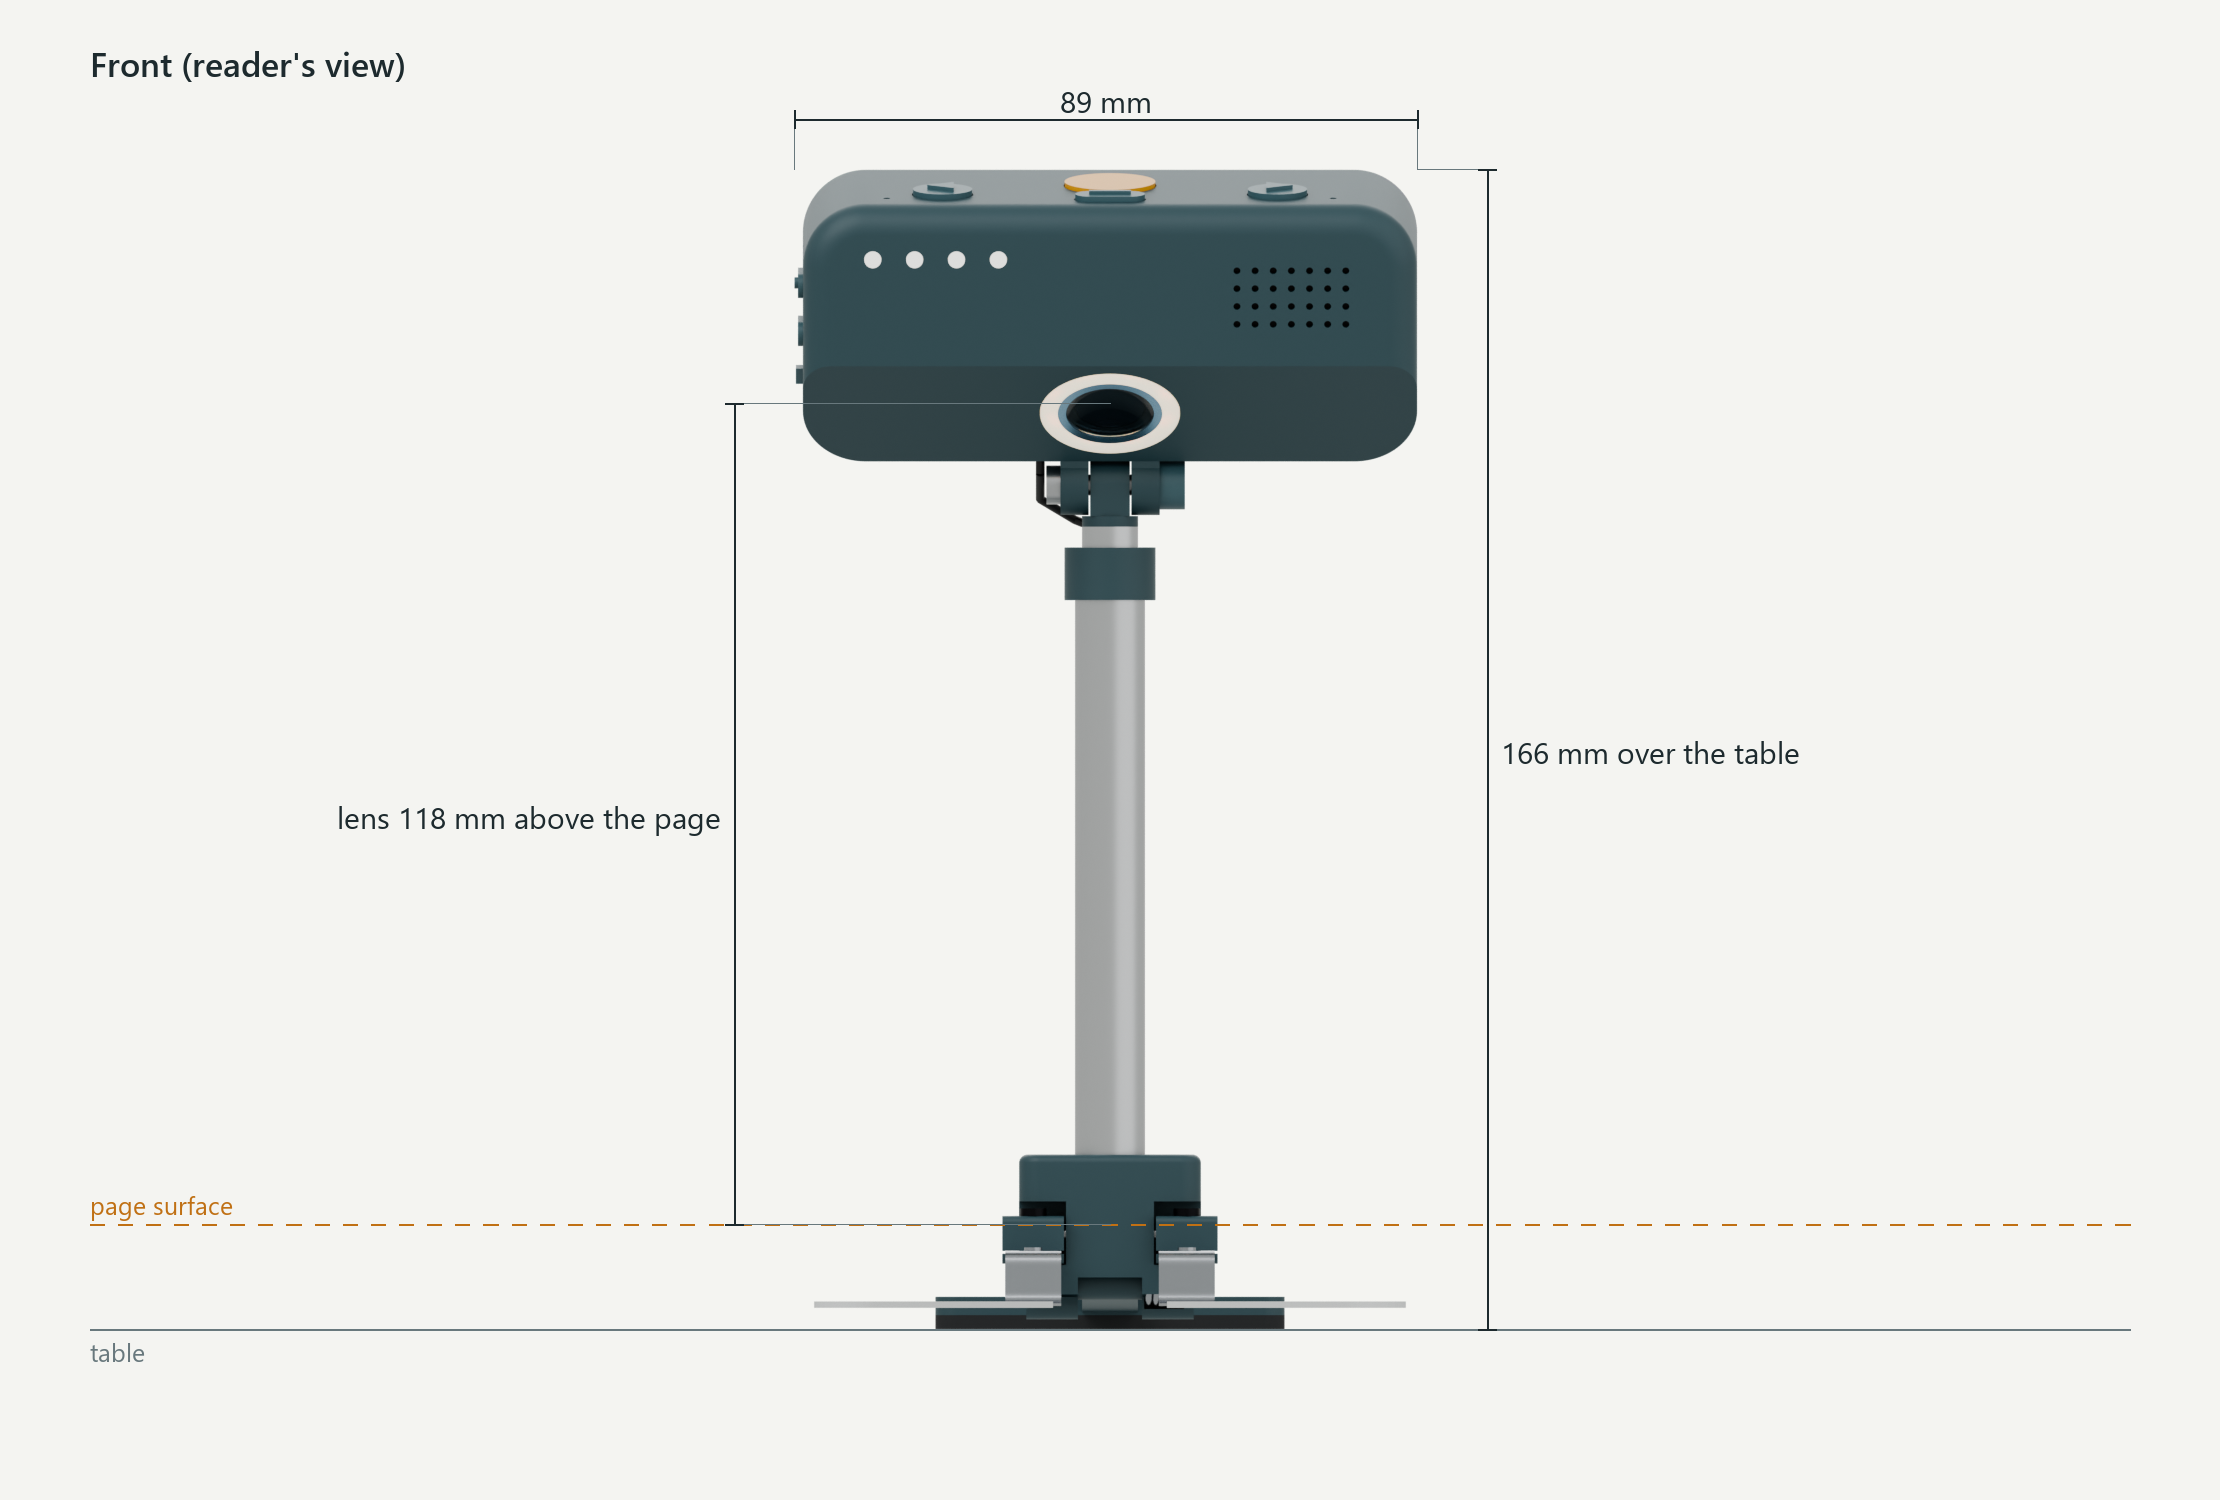 Front (reader's view)
89 mm
166 mm over the table
lens 118 mm above the page
page surface
table